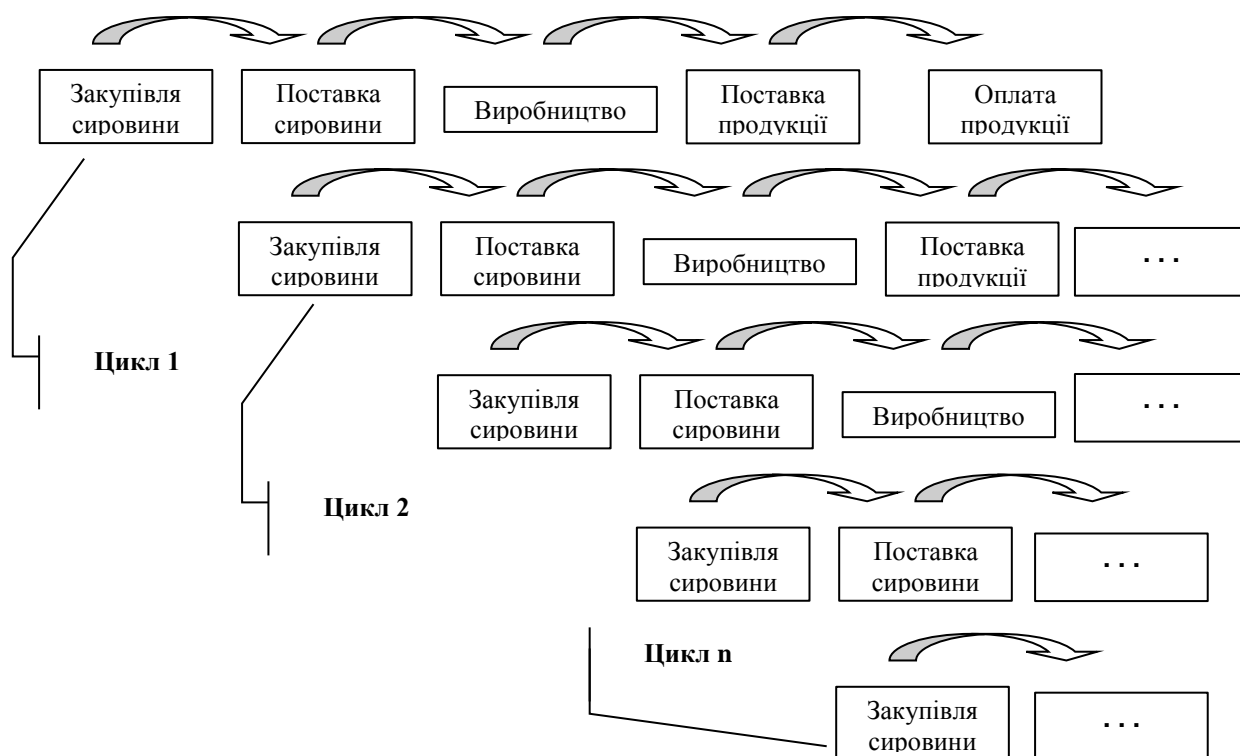 Закупівля
сировини
Поставка
сировини
Виробництво
Поставка
продукції
Оплата
продукції
Закупівля
сировини
Поставка
сировини
Виробництво
Поставка
продукції
...
Цикл 1
Закупівля
сировини
Поставка
сировини
Виробництво
...
Цикл 2
Закупівля
сировини
Поставка
сировини
...
Цикл n
Закупівля
сировини
...